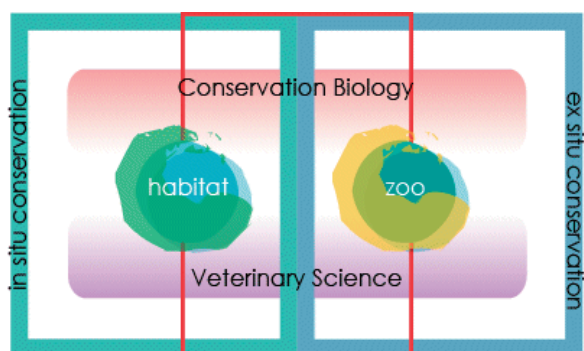 Conservation Biology
in situ conservation
habitat
zoo
ex situ conservation
Veterinary Science